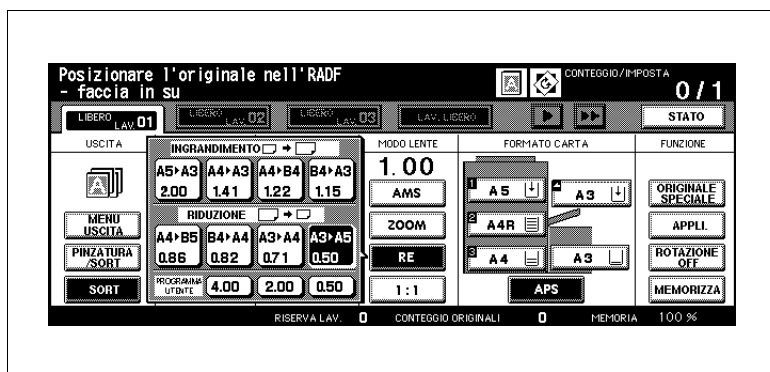 Posizionare l'originale nell'RADF
- faccia in su
CONTEGGIO/IMPOSTA
0/1
LIBERO LAV. 01
LIBERO LAV. 02
LIBERO LAV. 03
LAV. LIBERO
STATO
USCITA
INGRANDIMENTO
MODO LENTE
FORMATO CARTA
FUNZIONE
A5▸A3 2.00
A4▸A3 1.41
A4▸B4 1.22
B4▸A3 1.15
1.00
AMS
1 A5
A3
ORIGINALE SPECIALE
MENU USCITA
RIDUZIONE
ZOOM
2 A4R
APPLI.
PINZATURA /SORT
A4▸B5 0.86
B4▸A4 0.82
A3▸A4 0.71
A3▸A5 0.50
RE
3 A4
A3
ROTAZIONE OFF
SORT
PROGRAMMA UTENTE
4.00
2.00
0.50
1:1
APS
MEMORIZZA
RISERVA LAV. 0
CONTEGGIO ORIGINALI 0
MEMORIA 100 %